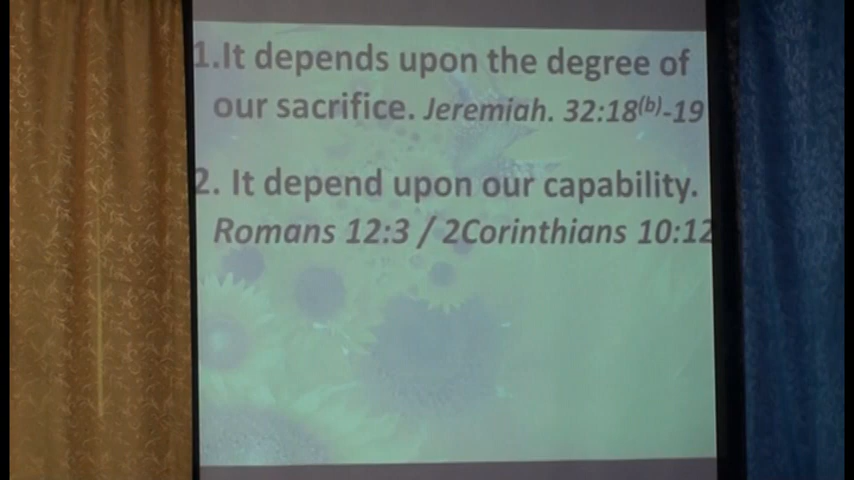 1.It depends upon the degree of
our sacrifice. Jeremiah. 32:18(b)-19
2. It depend upon our capability.
Romans 12:3 / 2Corinthians 10:12